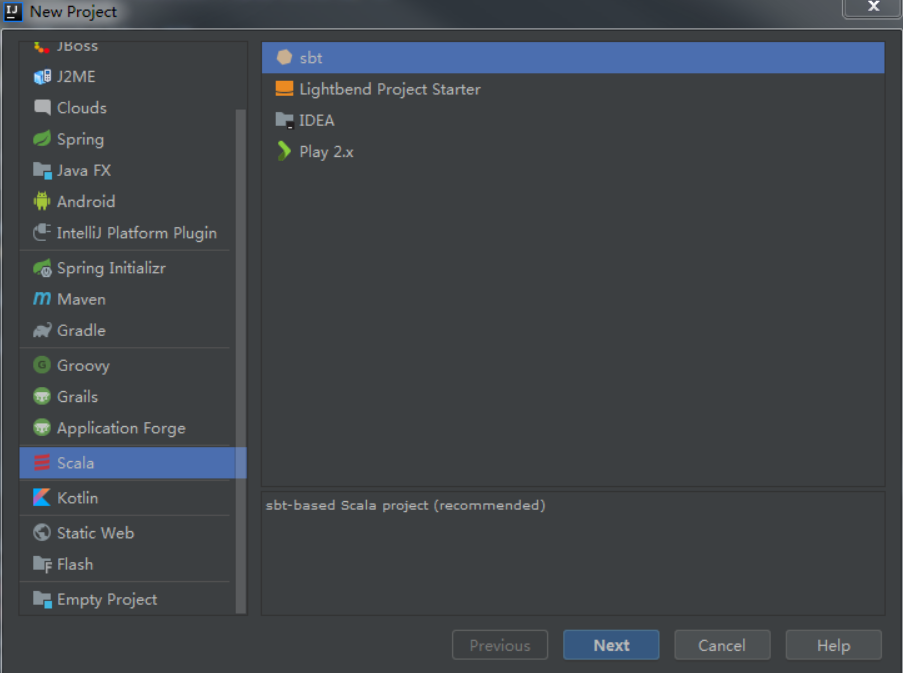 New Project
JBoss
J2ME
Clouds
Spring
Java FX
Android
IntelliJ Platform Plugin
Spring Initializr
Maven
Gradle
Groovy
Grails
Application Forge
Scala
Kotlin
Static Web
Flash
Empty Project
sbt
Lightbend Project Starter
IDEA
Play 2.x
sbt-based Scala project (recommended)
Previous
Next
Cancel
Help